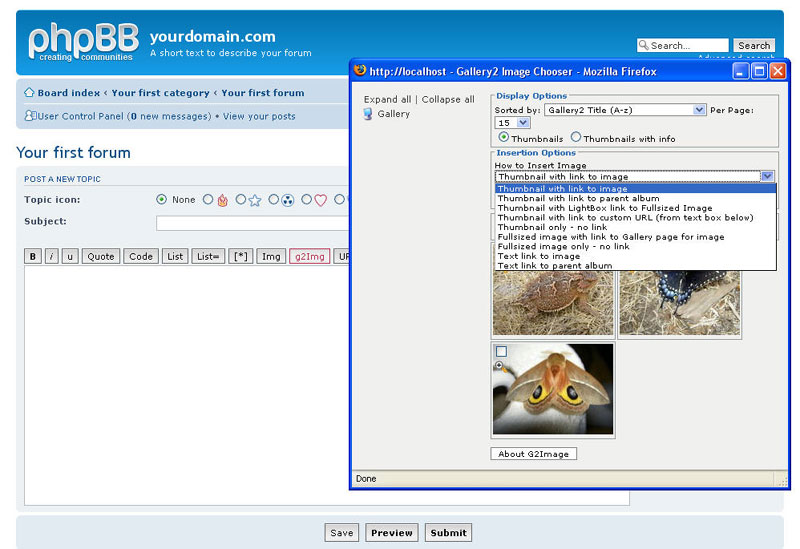 phpBB
creating communities
yourdomain.com
A short text to describe your forum
Search...
Search
Advanced search
Board index ‹ Your first category ‹ Your first forum
User Control Panel (0 new messages) • View your posts
Your first forum
POST A NEW TOPIC
Topic icon:
None
Subject:
B
i
u
Quote
Code
List
List=
[*]
Img
g2Img
Save
Preview
Submit
http://localhost - Gallery2 Image Chooser - Mozilla Firefox
Expand all | Collapse all
Gallery
Display Options
Sorted by: Gallery2 Title (A-z) Per Page:
15
Thumbnails Thumbnails with info
Insertion Options
How to Insert Image
Thumbnail with link to image
Thumbnail with link to image
Thumbnail with link to parent album
Thumbnail with LightBox link to Fullsized Image
Thumbnail with link to custom URL (from text box below)
Thumbnail only - no link
Fullsized image with link to Gallery page for image
Fullsized image only - no link
Text link to image
Text link to parent album
About G2Image
Done